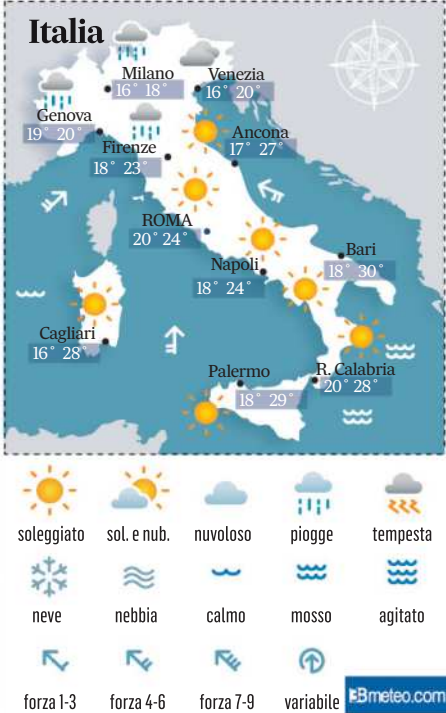 Italia
Milano
16° 18°
Venezia
16° 20°
Genova
19° 20°
Firenze
18° 23°
Ancona
17° 27°
ROMA
20° 24°
Napoli
18° 24°
Bari
18° 30°
Cagliari
16° 28°
Palermo
18° 29°
R. Calabria
20° 28°
soleggiato sol. e nub. nuvoloso piogge tempesta
neve nebbia calmo mosso agitato
forza 1-3 forza 4-6 forza 7-9 variabile
3Bmeteo.com